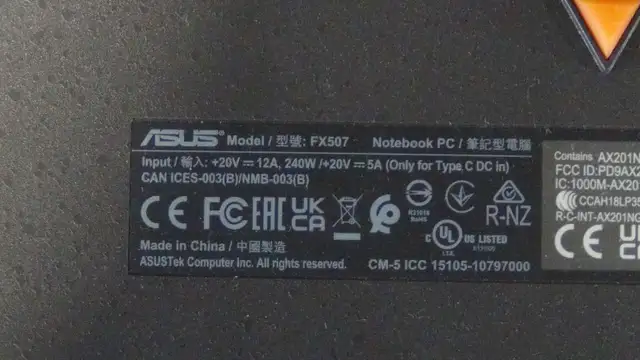 ASUS Model / 型號: FX507 Notebook PC / 筆記型電腦
Input / 輸入: +20V⎓12A, 240W /+20V⎓5A (Only for Type C DC in)
CAN ICES-003(B)/NMB-003(B)
CE FC EAC UK CA
R-NZ
c UL US LISTED
I.T.E.
Made in China / 中國製造
ASUSTek Computer Inc. All rights reserved.
CM-5 ICC 15105-10797000
Contains AX201N
FCC ID:PD9AX2
IC:1000M-AX201
CCAH18LP35
R-C-INT-AX201NG
CE